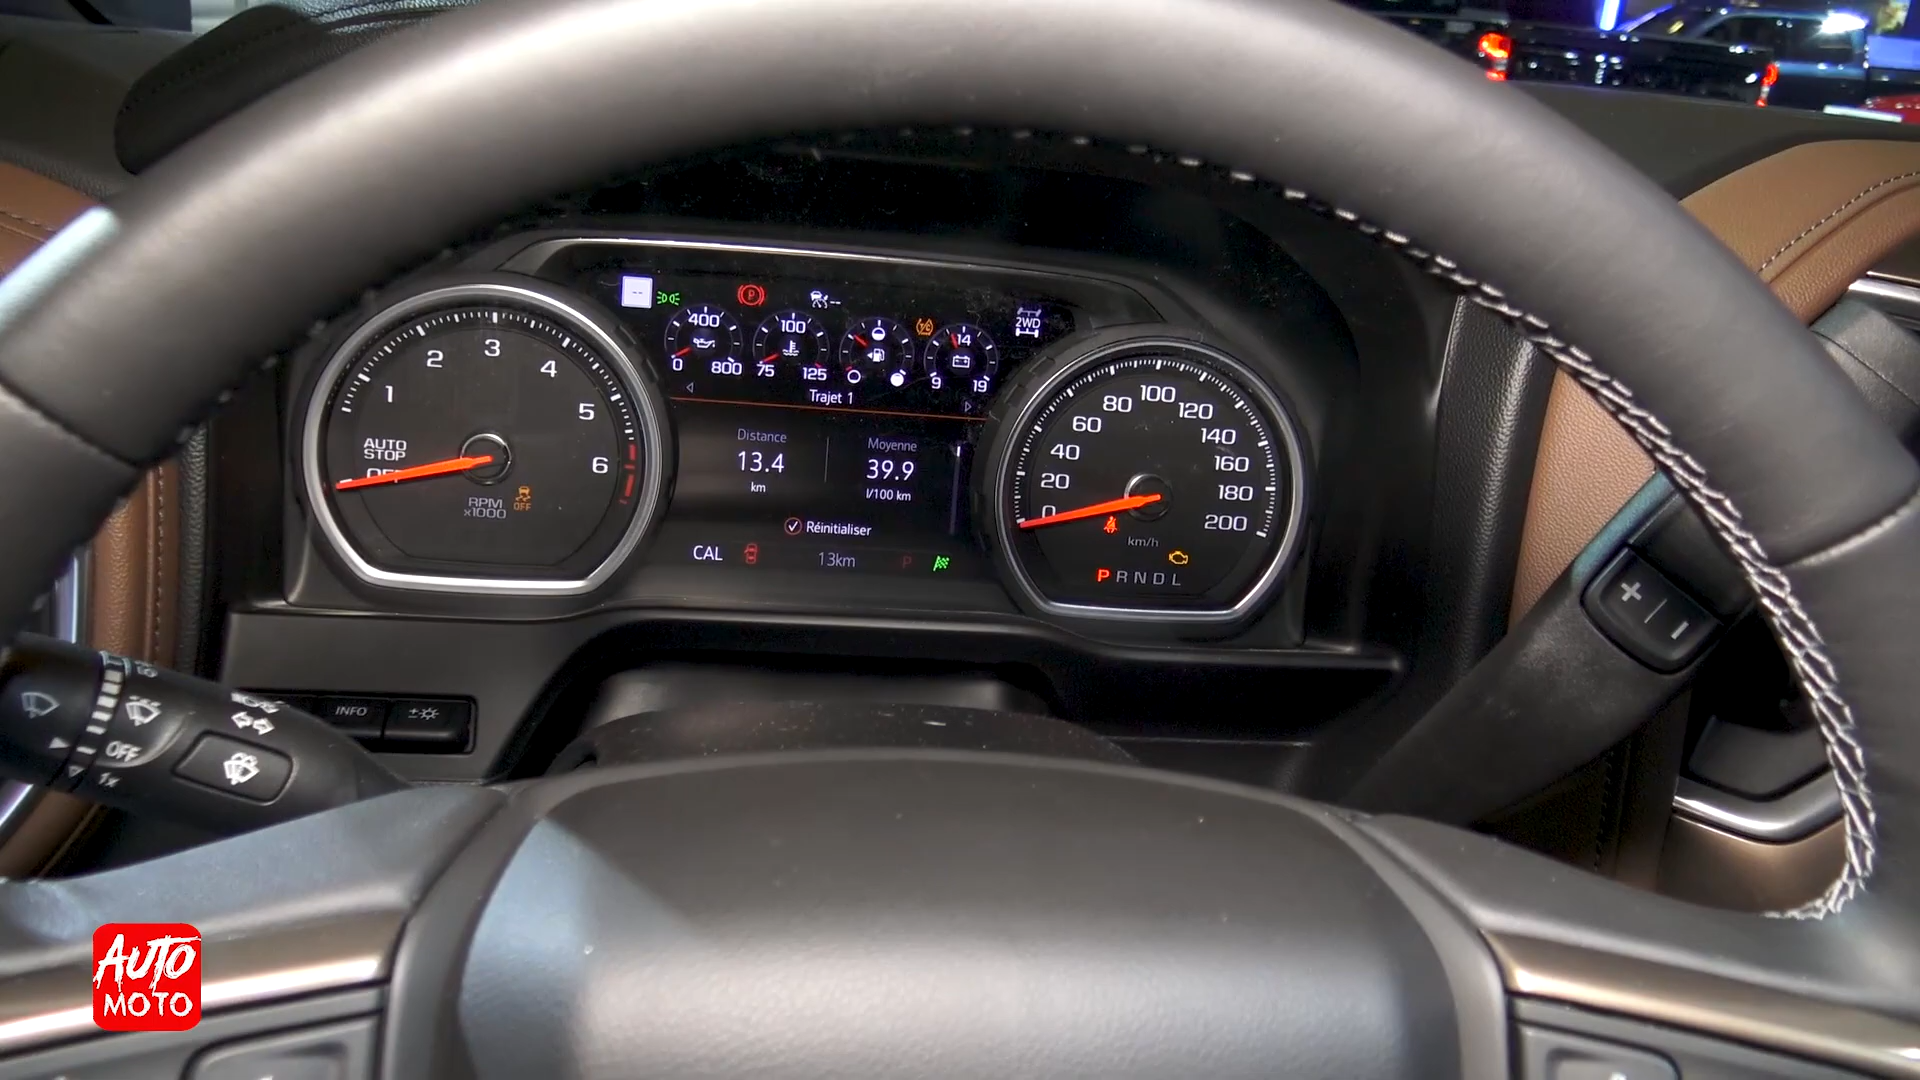 1
2
3
4
5
6
AUTO
STOP
RPM
x1000
OFF
--
P
--
400
0
800
100
75
125
T/C
14
9
19
2WD
Trajet 1
Distance
13.4
km
Moyenne
39.9
l/100 km
Réinitialiser
CAL
13km
P
0
20
40
60
80
100
120
140
160
180
200
km/h
PRNDL
+
−
INFO
OFF
1x
AUTO
MOTO